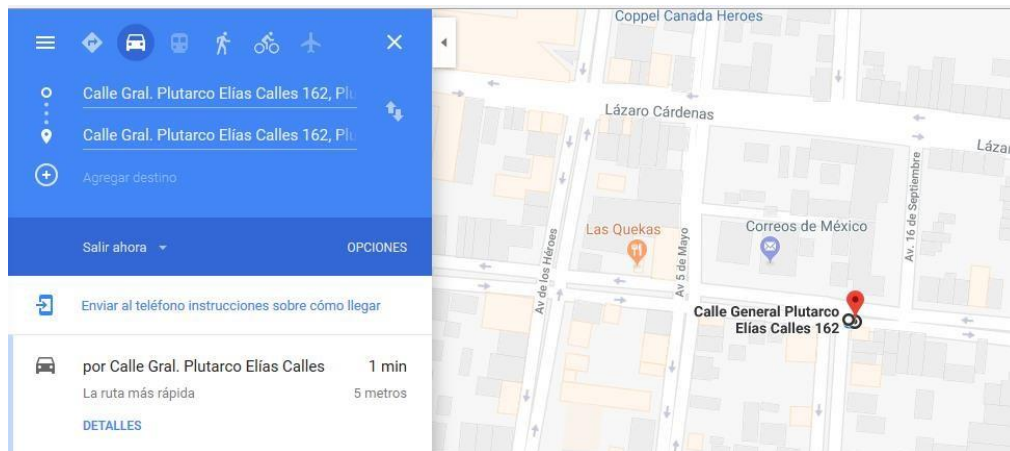 Calle Gral. Plutarco Elías Calles 162, Plu
Calle Gral. Plutarco Elías Calles 162, Plu
Agregar destino
Salir ahora
OPCIONES
Enviar al teléfono instrucciones sobre cómo llegar
por Calle Gral. Plutarco Elías Calles
1 min
La ruta más rápida
5 metros
DETALLES
Coppel Canada Heroes
Lázaro Cárdenas
Lázar
Av. 16 de Septiembre
Las Quekas
Correos de México
Av de los Héroes
Av 5 de Mayo
Calle General Plutarco
Elías Calles 162